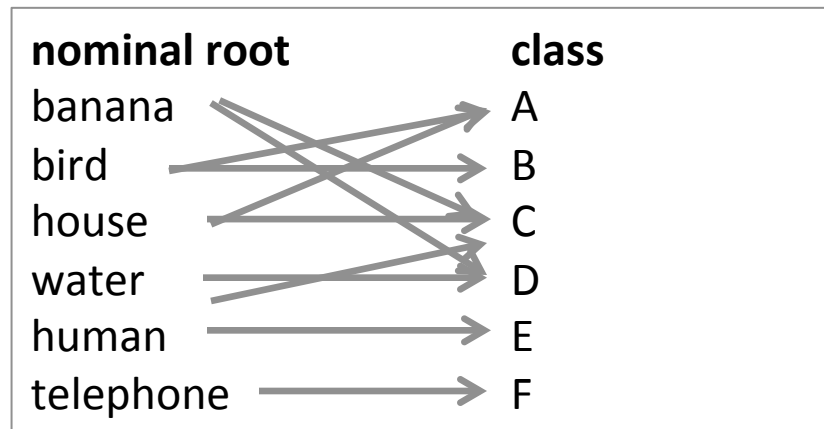 nominal root class
banana A
bird B
house C
water D
human E
telephone F